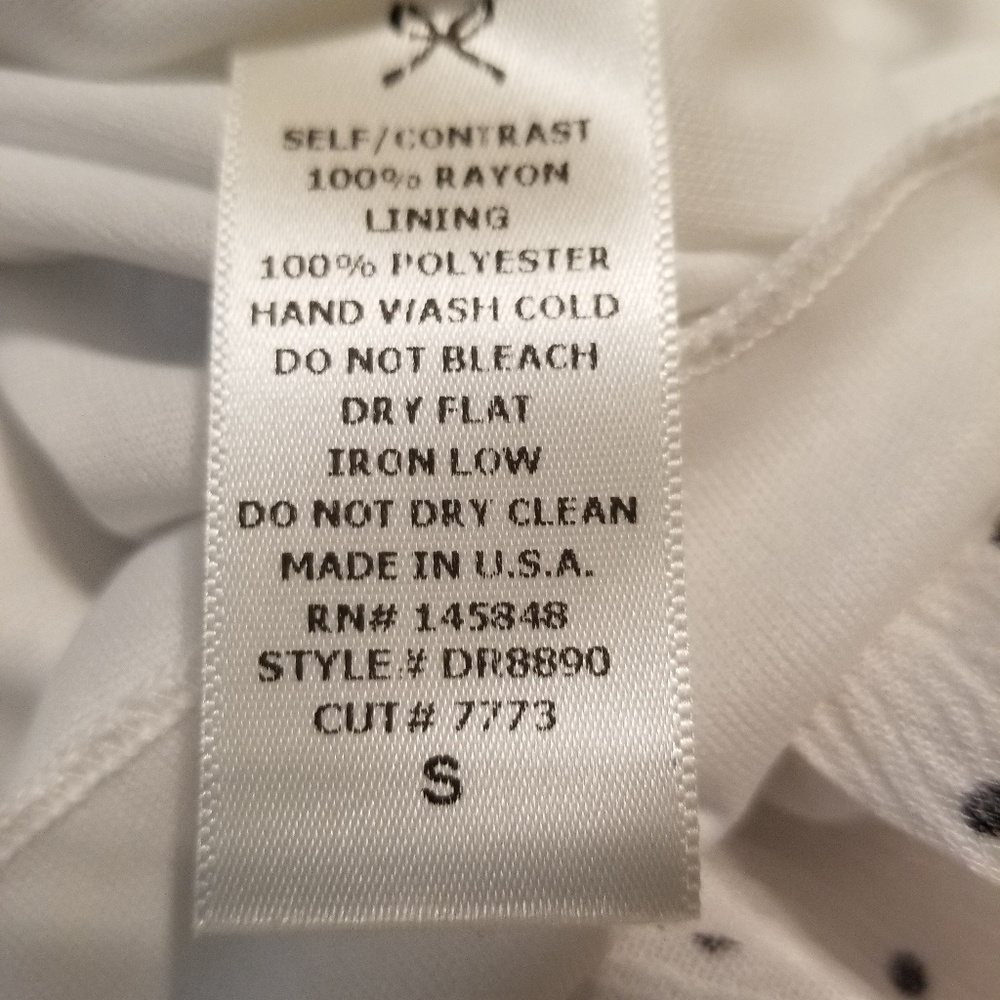 SELF/CONTRAST
100% RAYON
LINING
100% POLYESTER
HAND WASH COLD
DO NOT BLEACH
DRY FLAT
IRON LOW
DO NOT DRY CLEAN
MADE IN U.S.A.
RN# 145848
STYLE # DR8890
CUT# 7773
S